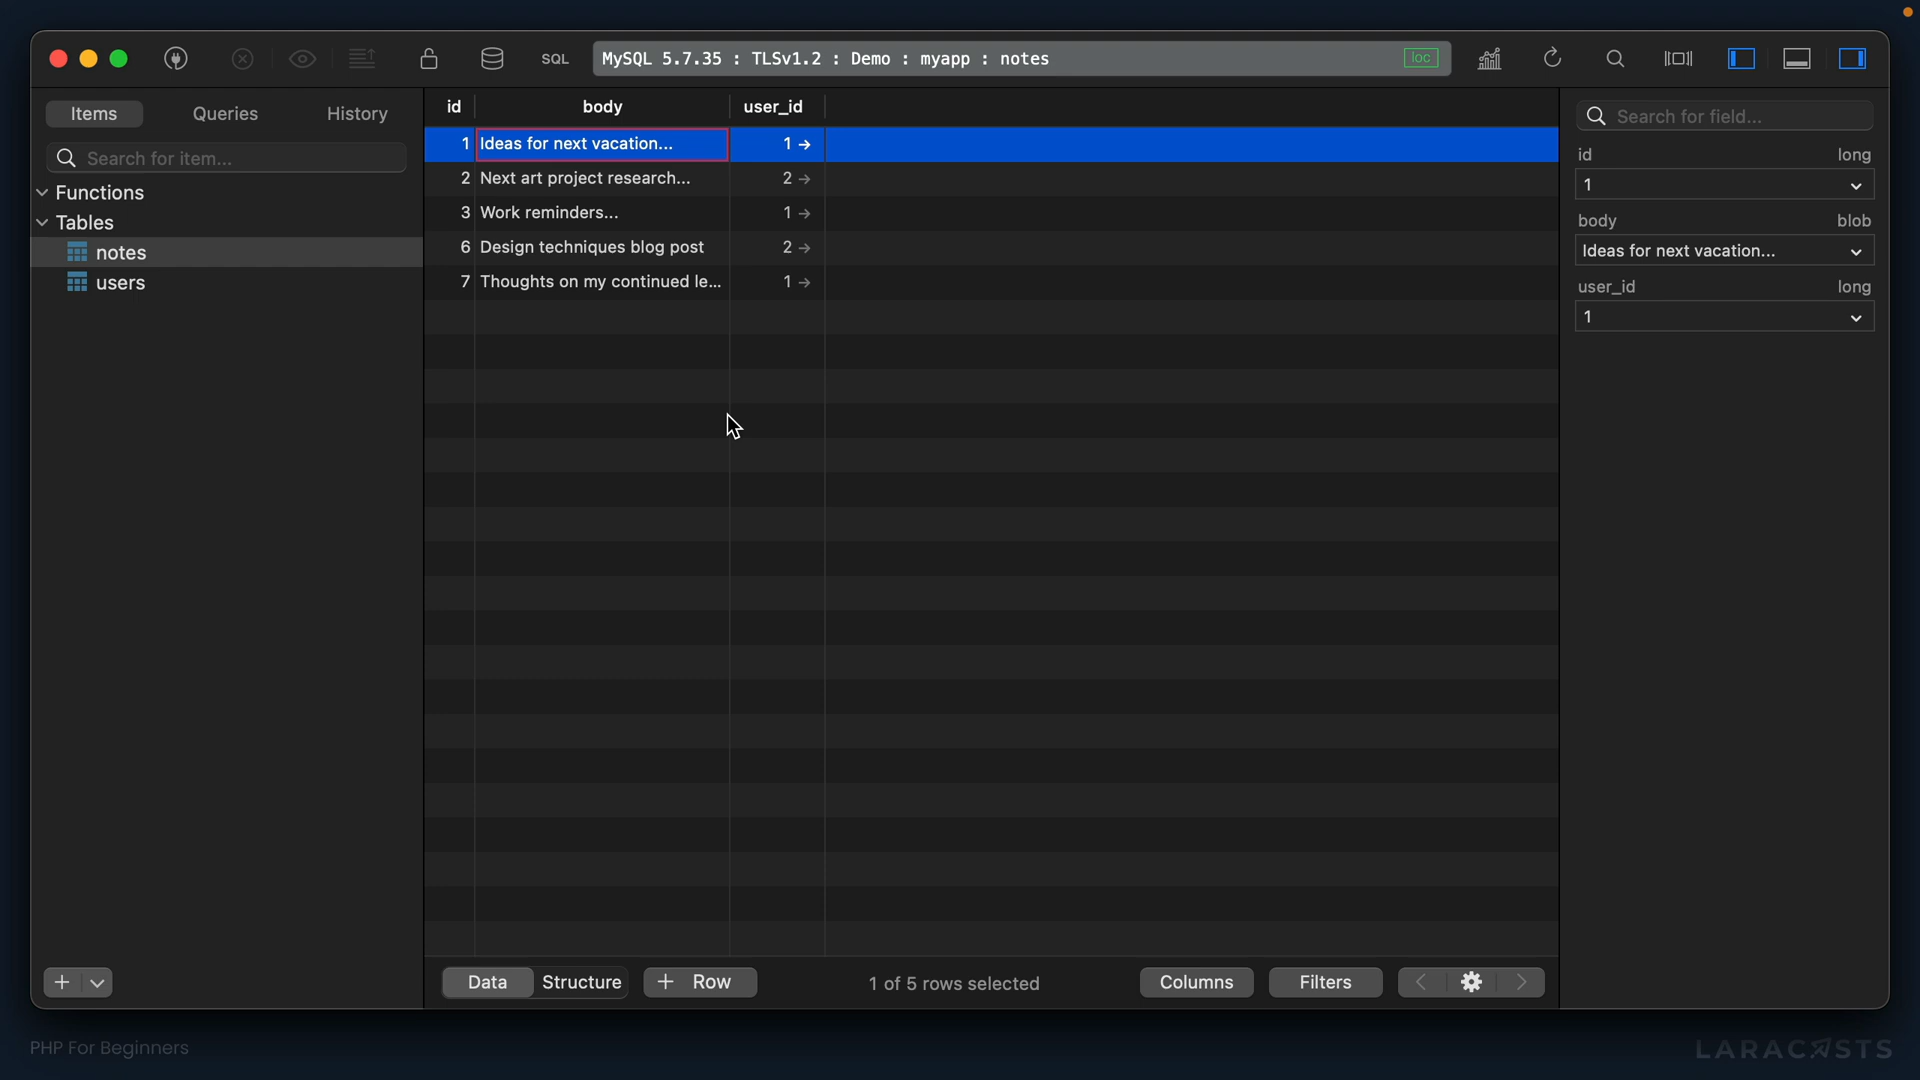 SQL
MySQL 5.7.35 : TLSv1.2 : Demo : myapp : notes
loc
Items Queries History
Search for item...
Functions
Tables
notes
users
id body user_id
1 Ideas for next vacation... 1 →
2 Next art project research... 2 →
3 Work reminders... 1 →
6 Design techniques blog post 2 →
7 Thoughts on my continued le... 1 →
Search for field...
id long
1
body blob
Ideas for next vacation...
user_id long
1
Data Structure + Row 1 of 5 rows selected Columns Filters
PHP For Beginners
LARACASTS